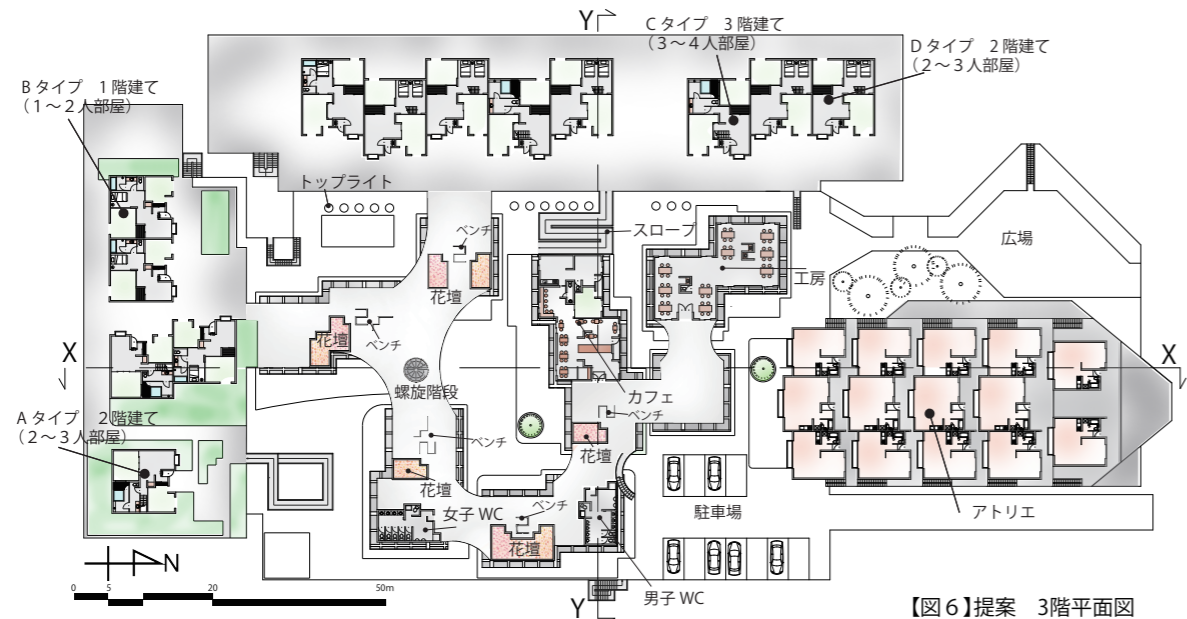 Y
Cタイプ 3階建て
(3〜4人部屋)
Dタイプ 2階建て
(2〜3人部屋)
Bタイプ 1階建て
(1〜2人部屋)
トップライト
ベンチ
スロープ
広場
工房
花壇
花壇
ベンチ
X
X
螺旋階段
カフェ
ベンチ
Aタイプ 2階建て
(2〜3人部屋)
ベンチ
花壇
花壇
駐車場
アトリエ
女子WC
ベンチ
花壇
N
0 5 20 50m
男子WC
Y
【図6】提案 3階平面図